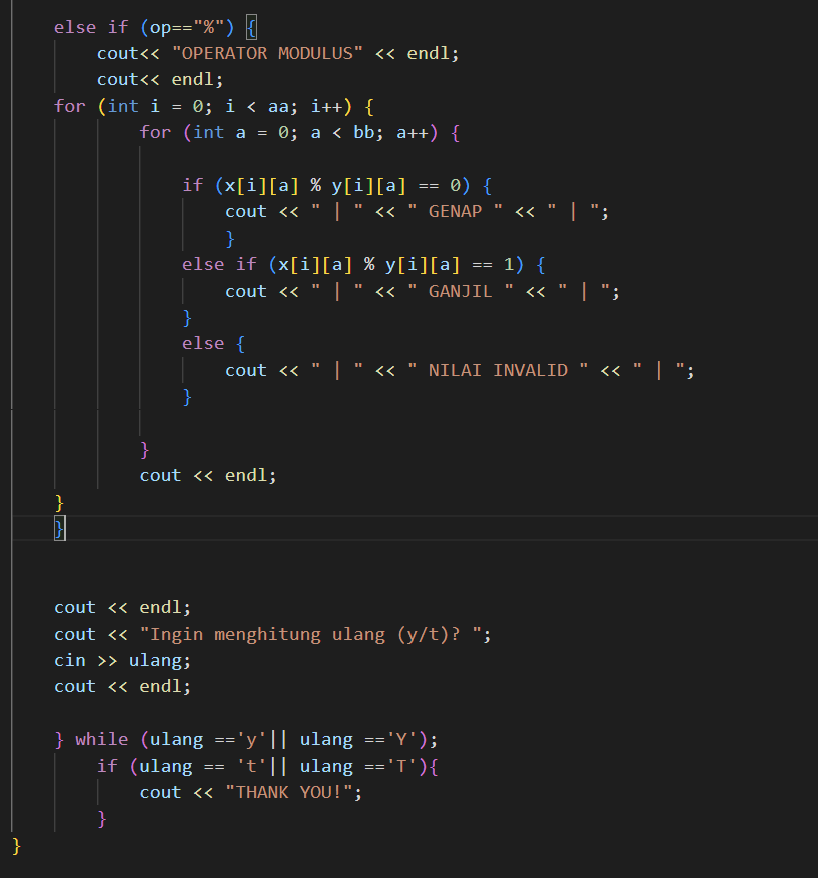 else if (op=="%") {
cout<< "OPERATOR MODULUS" << endl;
cout<< endl;
for (int i = 0; i < aa; i++) {
for (int a = 0; a < bb; a++) {
if (x[i][a] % y[i][a] == 0) {
cout << " | " << " GENAP " << " | ";
}
else if (x[i][a] % y[i][a] == 1) {
cout << " | " << " GANJIL " << " | ";
}
else {
cout << " | " << " NILAI INVALID " << " | ";
}
}
cout << endl;
}
}
cout << endl;
cout << "Ingin menghitung ulang (y/t)? ";
cin >> ulang;
cout << endl;
} while (ulang =='y'|| ulang =='Y');
if (ulang == 't'|| ulang =='T'){
cout << "THANK YOU!";
}
}